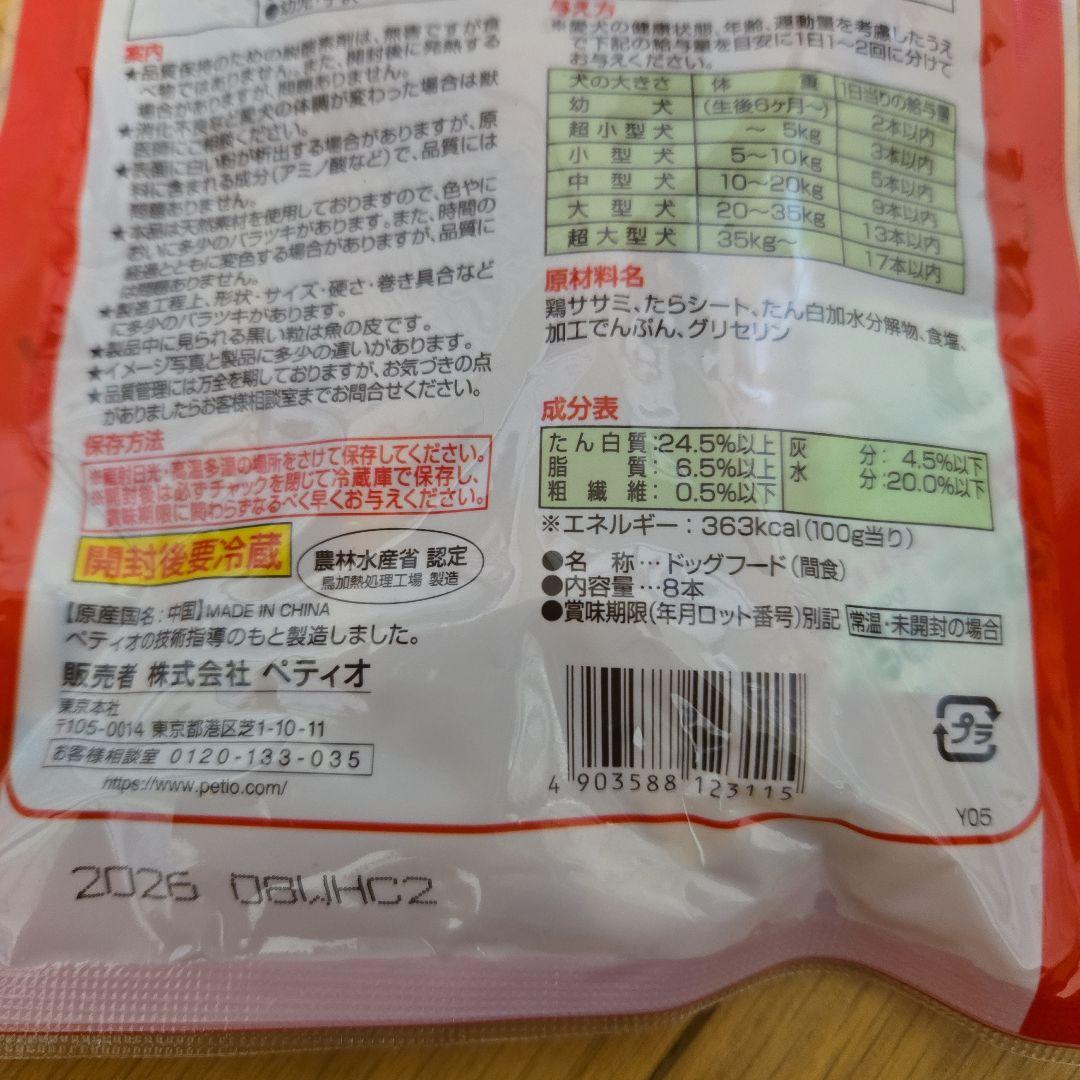 案内
★品質保持のための脱酸素剤は、無害ですが食
べ物ではありません。また、開封後に発熱する
場合がありますが、問題ありません。
★消化不良など愛犬の体調が変わった場合は獣
医師にご相談ください。
★表面に白い粉が析出する場合がありますが、原
料に含まれる成分(アミノ酸など)で、品質には
問題ありません。
★本品は天然素材を使用しておりますので、色やに
おいに多少のバラツキがあります。また、時間の
経過とともに変色する場合がありますが、品質に
は問題ありません。
★製造工程上、形状・サイズ・硬さ・巻き具合など
に多少のバラツキがあります。
★製品中に見られる黒い粒は魚の皮です。
★イメージ写真と製品に多少の違いがあります。
★品質管理には万全を期しておりますが、お気づきの点
がありましたらお客様相談室までお問合せください。
保存方法
※直射日光・高温多湿の場所をさけて保存してください。
※開封後は必ずチャックを閉じて冷蔵庫で保存し、
賞味期限に関わらずなるべく早くお与えください。
開封後要冷蔵
農林水産省 認定
鳥加熱処理工場 製造
【原産国名:中国】MADE IN CHINA
ペティオの技術指導のもと製造しました。
販売者 株式会社 ペティオ
東京本社
〒105-0014 東京都港区芝1-10-11
お客様相談室 0120-133-035
https://www.petio.com/
与え方
※愛犬の健康状態、年齢、運動量を考慮したうえ
で下記の給与量を目安に1日1〜2回に分けて
お与えください。
犬の大きさ 体重 1日当りの給与量
幼犬 (生後6ヶ月〜) 2本以内
超小型犬 〜5kg 3本以内
小型犬 5〜10kg 5本以内
中型犬 10〜20kg 9本以内
大型犬 20〜35kg 13本以内
超大型犬 35kg〜 17本以内
原材料名
鶏ササミ、たらシート、たん白加水分解物、食塩、
加工でんぷん、グリセリン
成分表
たん白質:24.5%以上 灰分:4.5%以下
脂質:6.5%以上 水分:20.0%以下
粗繊維:0.5%以下
※エネルギー:363kcal(100g当り)
●名称…ドッグフード(間食)
●内容量…8本
●賞味期限(年月ロット番号)別記 常温・未開封の場合
4 903588 123115
プラ
Y05
2026 08WHC2